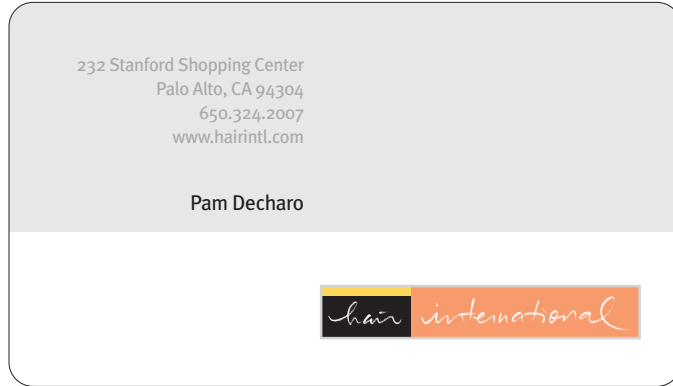 232 Stanford Shopping Center
Palo Alto, CA 94304
650.324.2007
www.hairintl.com
Pam Decharo
hair international